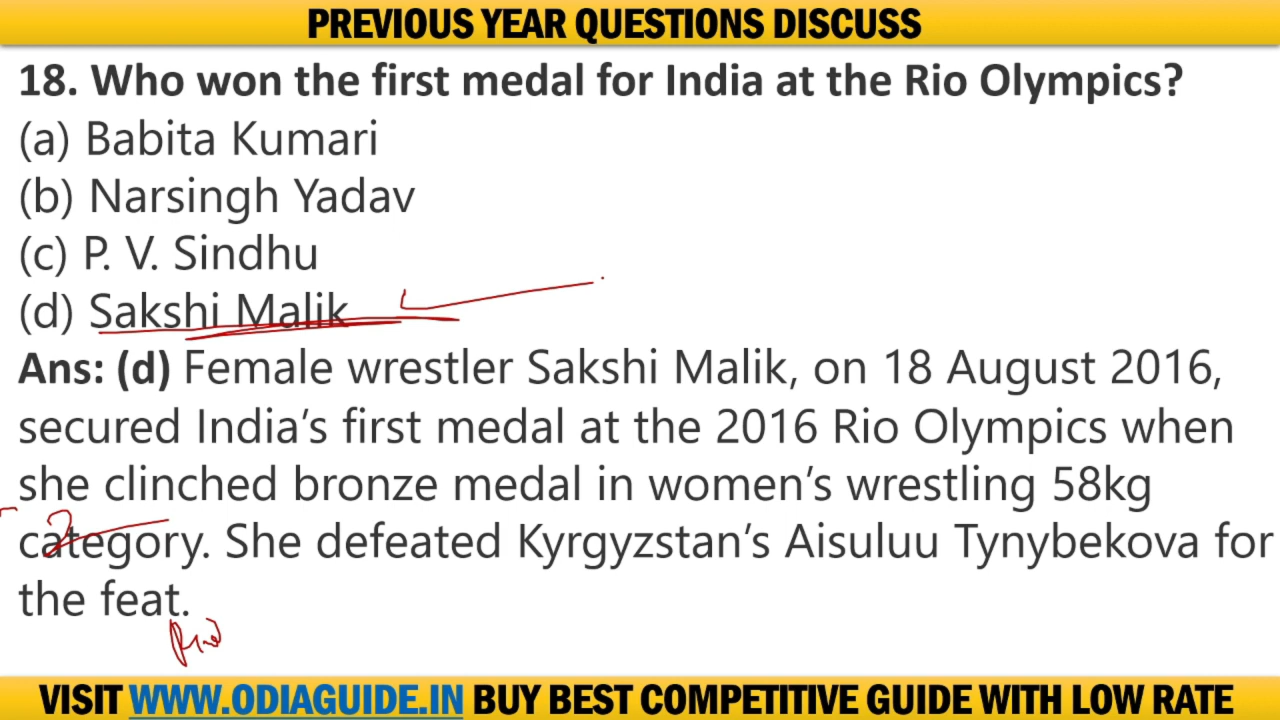 PREVIOUS YEAR QUESTIONS DISCUSS
18. Who won the first medal for India at the Rio Olympics?
(a) Babita Kumari
(b) Narsingh Yadav
(c) P. V. Sindhu
(d) Sakshi Malik
Ans: (d) Female wrestler Sakshi Malik, on 18 August 2016,
secured India’s first medal at the 2016 Rio Olympics when
she clinched bronze medal in women’s wrestling 58kg
category. She defeated Kyrgyzstan’s Aisuluu Tynybekova for
the feat.
VISIT WWW.ODIAGUIDE.IN BUY BEST COMPETITIVE GUIDE WITH LOW RATE